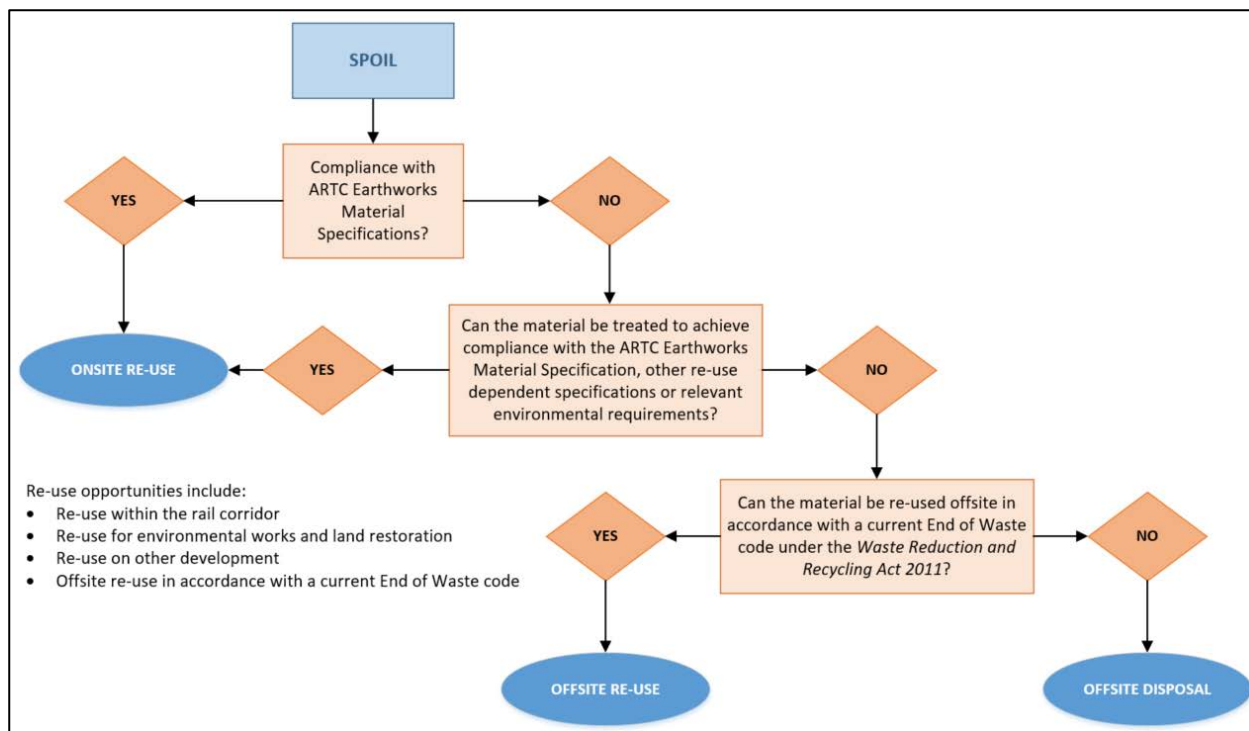 SPOIL
Compliance with
ARTC Earthworks
Material
Specifications?
YES
NO
Can the material be treated to achieve
compliance with the ARTC Earthworks
Material Specification, other re-use
dependent specifications or relevant
environmental requirements?
ONSITE RE-USE
YES
NO
Re-use opportunities include:
• Re-use within the rail corridor
• Re-use for environmental works and land restoration
• Re-use on other development
• Offsite re-use in accordance with a current End of Waste code
Can the material be re-used offsite in
accordance with a current End of Waste
code under the Waste Reduction and
Recycling Act 2011?
YES
NO
OFFSITE RE-USE
OFFSITE DISPOSAL